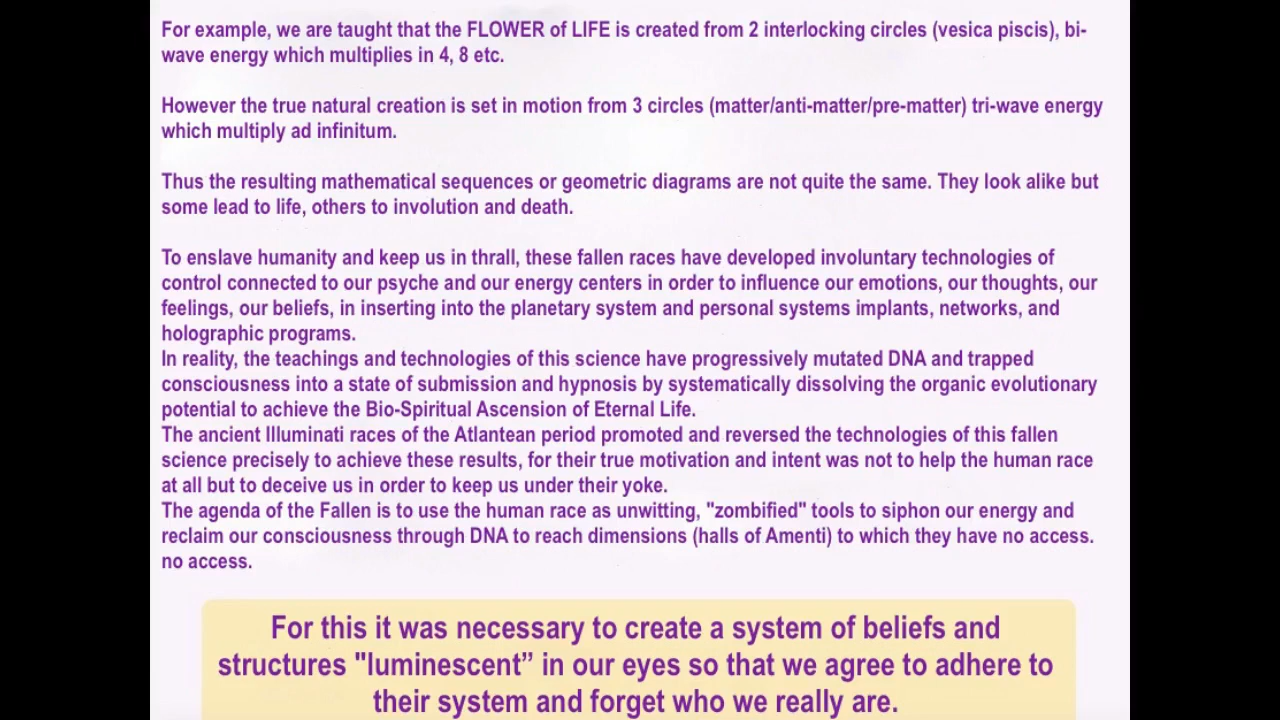 For example, we are taught that the FLOWER of LIFE is created from 2 interlocking circles (vesica piscis), bi-
wave energy which multiplies in 4, 8 etc.
However the true natural creation is set in motion from 3 circles (matter/anti-matter/pre-matter) tri-wave energy
which multiply ad infinitum.
Thus the resulting mathematical sequences or geometric diagrams are not quite the same. They look alike but
some lead to life, others to involution and death.
To enslave humanity and keep us in thrall, these fallen races have developed involuntary technologies of
control connected to our psyche and our energy centers in order to influence our emotions, our thoughts, our
feelings, our beliefs, in inserting into the planetary system and personal systems implants, networks, and
holographic programs.
In reality, the teachings and technologies of this science have progressively mutated DNA and trapped
consciousness into a state of submission and hypnosis by systematically dissolving the organic evolutionary
potential to achieve the Bio-Spiritual Ascension of Eternal Life.
The ancient Illuminati races of the Atlantean period promoted and reversed the technologies of this fallen
science precisely to achieve these results, for their true motivation and intent was not to help the human race
at all but to deceive us in order to keep us under their yoke.
The agenda of the Fallen is to use the human race as unwitting, "zombified" tools to siphon our energy and
reclaim our consciousness through DNA to reach dimensions (halls of Amenti) to which they have no access.
no access.
For this it was necessary to create a system of beliefs and
structures "luminescent” in our eyes so that we agree to adhere to
their system and forget who we really are.